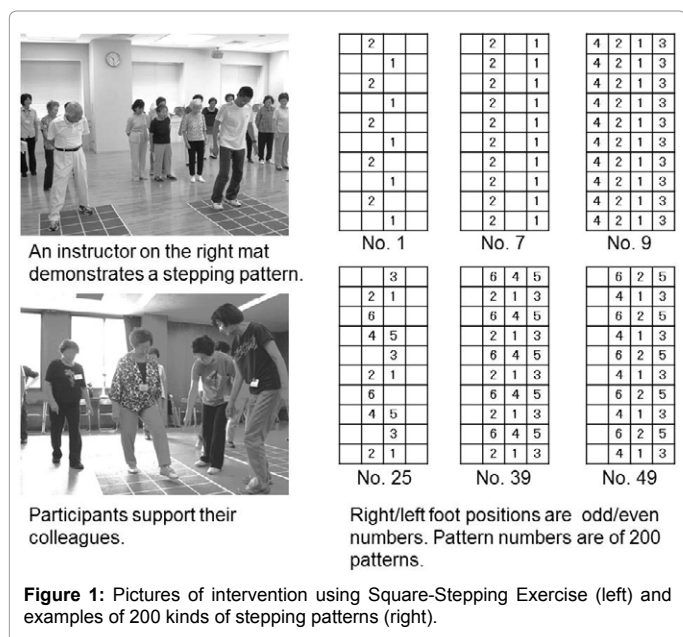 An instructor on the right mat
demonstrates a stepping pattern.
Participants support their
colleagues.
2
1
2
1
2
1
2
1
2
1
No. 1
2 1
2 1
2 1
2 1
2 1
2 1
2 1
2 1
2 1
2 1
No. 7
4 2 1 3
4 2 1 3
4 2 1 3
4 2 1 3
4 2 1 3
4 2 1 3
4 2 1 3
4 2 1 3
4 2 1 3
4 2 1 3
No. 9
3
2 1
6
4 5
3
2 1
6
4 5
3
2 1
No. 25
6 4 5
2 1 3
6 4 5
2 1 3
6 4 5
2 1 3
6 4 5
2 1 3
6 4 5
2 1 3
No. 39
6 2 5
4 1 3
6 2 5
4 1 3
6 2 5
4 1 3
6 2 5
4 1 3
6 2 5
4 1 3
No. 49
Right/left foot positions are odd/even
numbers. Pattern numbers are of 200
patterns.
Figure 1: Pictures of intervention using Square-Stepping Exercise (left) and
examples of 200 kinds of stepping patterns (right).